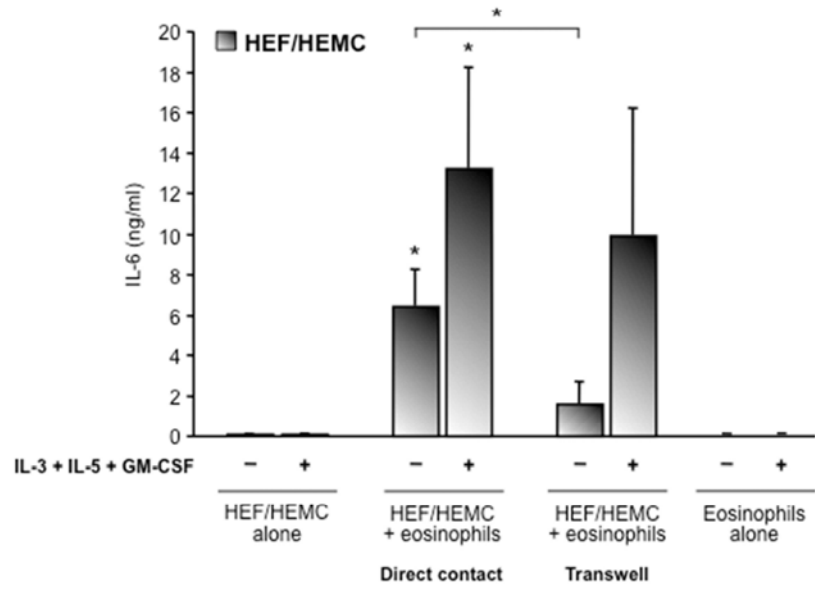 *
20
HEF/HEMC
*
18
16
14
12
10
8
6
4
2
0
IL-6 (ng/ml)
*
IL-3 + IL-5 + GM-CSF − + − + − + − +
HEF/HEMC HEF/HEMC HEF/HEMC Eosinophils
alone + eosinophils + eosinophils alone
Direct contact Transwell